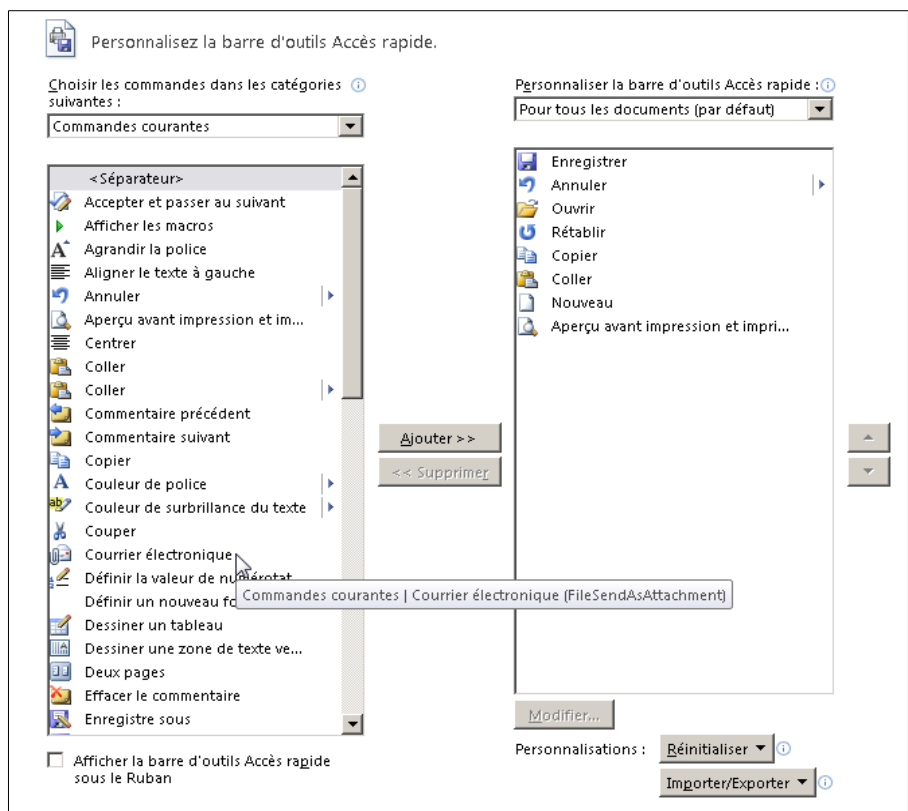 Personnalisez la barre d'outils Accès rapide.
Choisir les commandes dans les catégories
suivantes :
Commandes courantes
<Séparateur>
Accepter et passer au suivant
Afficher les macros
Agrandir la police
Aligner le texte à gauche
Annuler
Aperçu avant impression et im...
Centrer
Coller
Coller
Commentaire précédent
Commentaire suivant
Copier
Couleur de police
Couleur de surbrillance du texte
Couper
Courrier électronique
Définir la valeur de numérotat
Définir un nouveau fo
Commandes courantes | Courrier électronique (FileSendAsAttachment)
Dessiner un tableau
Dessiner une zone de texte ve...
Deux pages
Effacer le commentaire
Enregistre sous
Afficher la barre d'outils Accès rapide
sous le Ruban
Ajouter >>
<< Supprimer
Personnaliser la barre d'outils Accès rapide :
Pour tous les documents (par défaut)
Enregistrer
Annuler
Ouvrir
Rétablir
Copier
Coller
Nouveau
Aperçu avant impression et impri...
Modifier...
Personnalisations :
Réinitialiser
Importer/Exporter